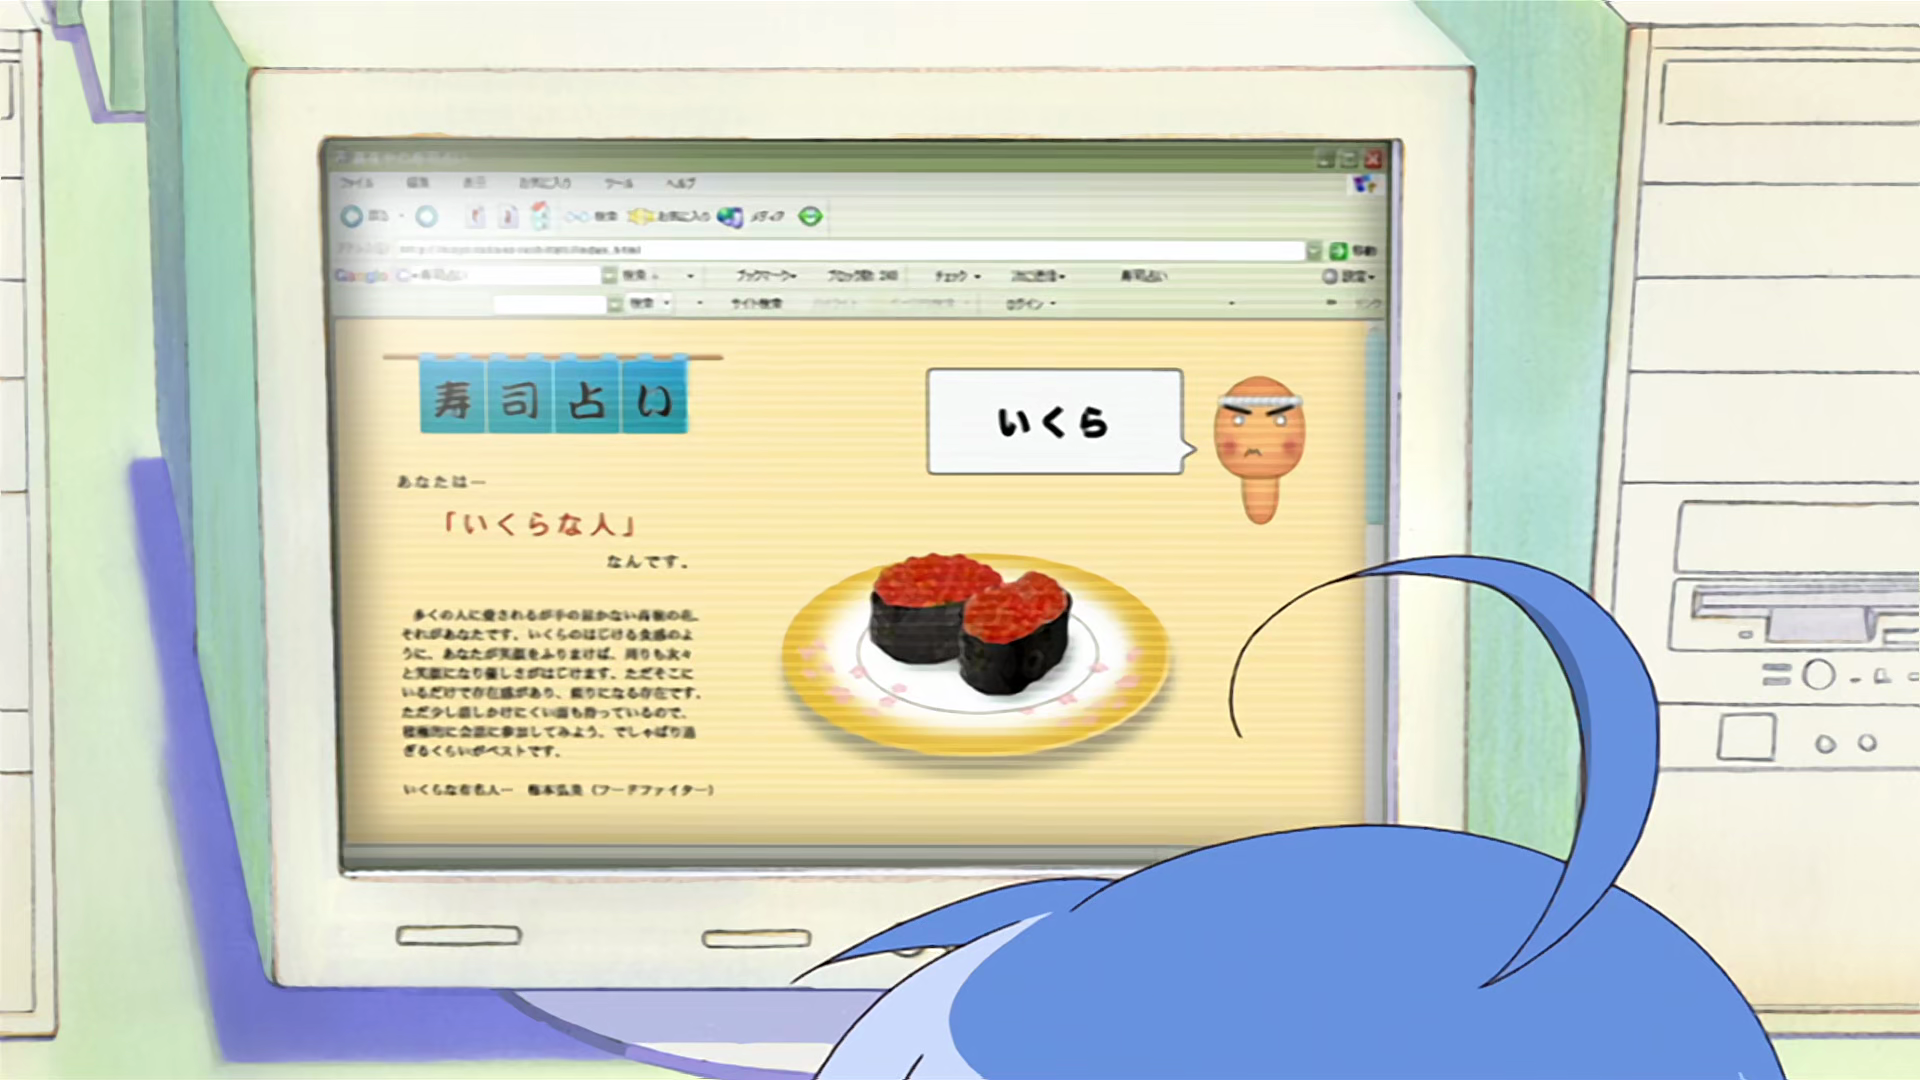 ファイル 編集 表示 お気に入り ツール ヘルプ
戻る 検索 お気に入り メディア
移動
Gangle 寿司占い 検索 ブックマーク ブロック数 チェック 次に送信 寿司占い 設定
検索 サイト検索 ログイン リンク
寿司占い
いくら
あなたは―
「いくらな人」
なんです。
多くの人に愛されるが手の届かない高嶺の花。
それがあなたです。いくらのはじける食感のよ
うに、あなたが笑顔をふりまけば、周りも次々
と笑顔になり優しさがはじけます。ただそこに
いるだけで存在感があり、頼りになる存在です。
ただ少し話しかけにくい面も持っているので、
積極的に会話に参加してみよう。でしゃばり過
ぎるくらいがベストです。
いくらな有名人― (フードファイター)